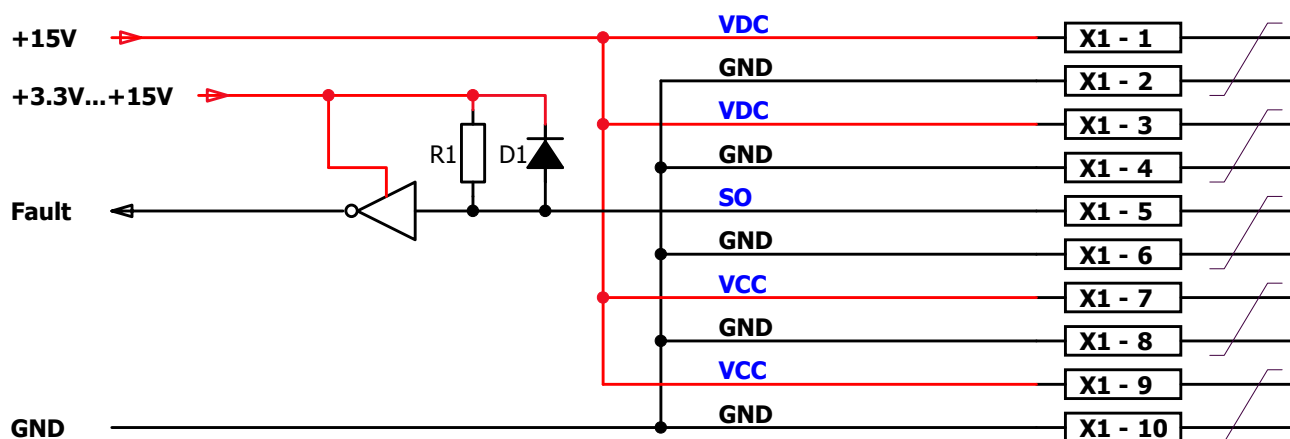 +15V VDC X1 - 1
GND X1 - 2
+3.3V...+15V VDC X1 - 3
R1 D1 GND X1 - 4
Fault SO X1 - 5
GND X1 - 6
VCC X1 - 7
GND X1 - 8
VCC X1 - 9
GND GND X1 - 10